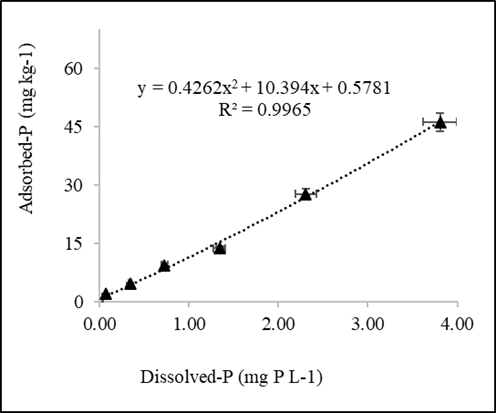 y = 0.4262x² + 10.394x + 0.5781
R² = 0.9965
Adsorbed-P (mg kg-1)
60
45
30
15
0
0.00 1.00 2.00 3.00 4.00
Dissolved-P (mg P L-1)